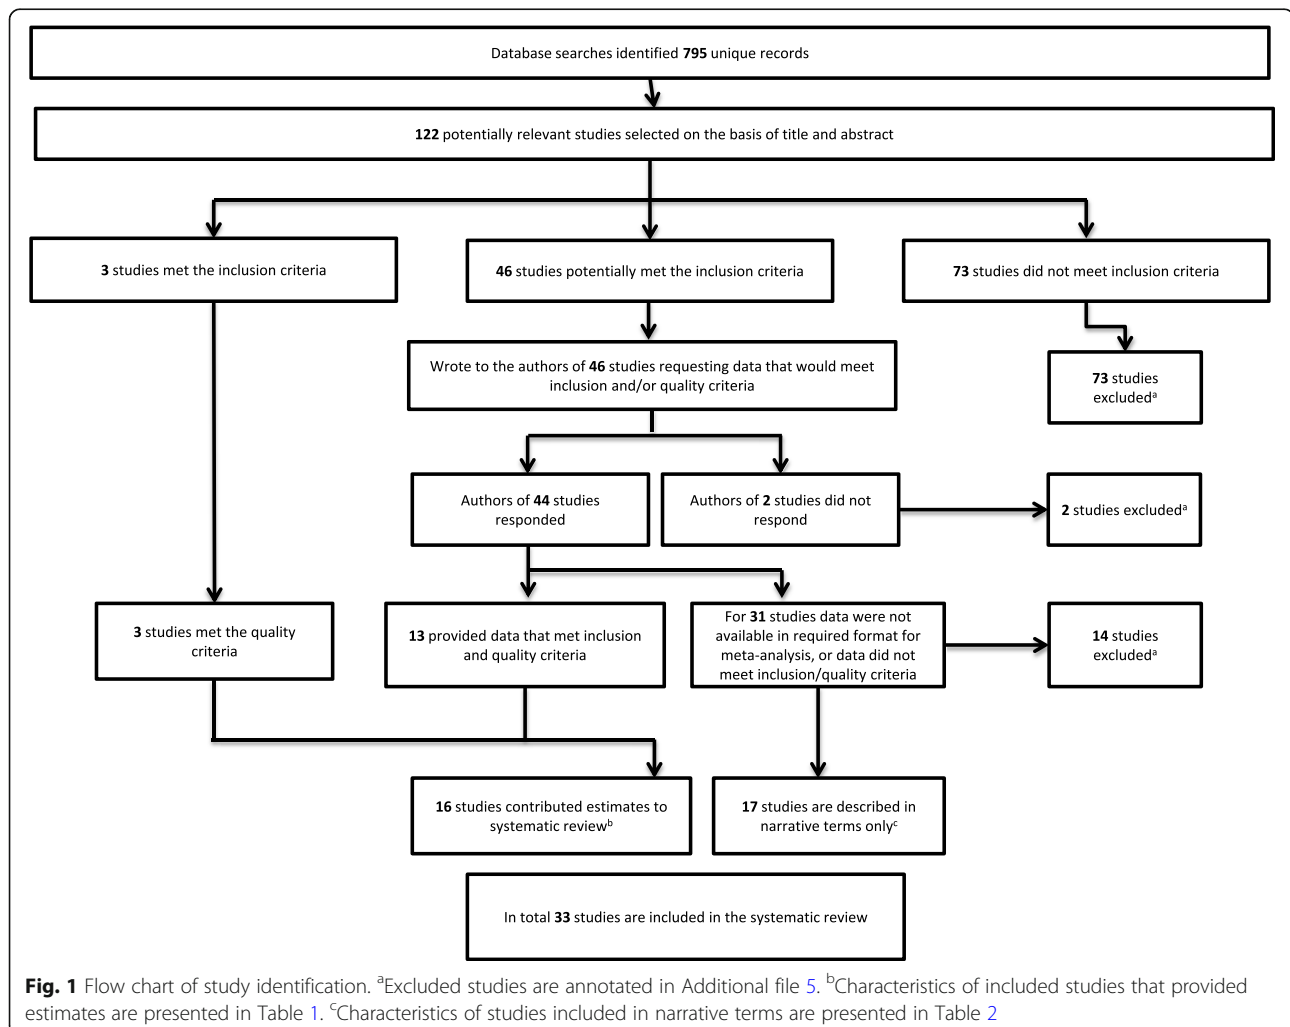 Database searches identified 795 unique records
122 potentially relevant studies selected on the basis of title and abstract
3 studies met the inclusion criteria
46 studies potentially met the inclusion criteria
73 studies did not meet inclusion criteria
Wrote to the authors of 46 studies requesting data that would meet
inclusion and/or quality criteria
73 studies
excludedᵃ
Authors of 44 studies
responded
Authors of 2 studies did not
respond
2 studies excludedᵃ
3 studies met the quality
criteria
13 provided data that met inclusion
and quality criteria
For 31 studies data were not
available in required format for
meta-analysis, or data did not
meet inclusion/quality criteria
14 studies
excludedᵃ
16 studies contributed estimates to
systematic reviewᵇ
17 studies are described in
narrative terms onlyᶜ
In total 33 studies are included in the systematic review
Fig. 1 Flow chart of study identification. ᵃExcluded studies are annotated in Additional file 5. ᵇCharacteristics of included studies that provided
estimates are presented in Table 1. ᶜCharacteristics of studies included in narrative terms are presented in Table 2